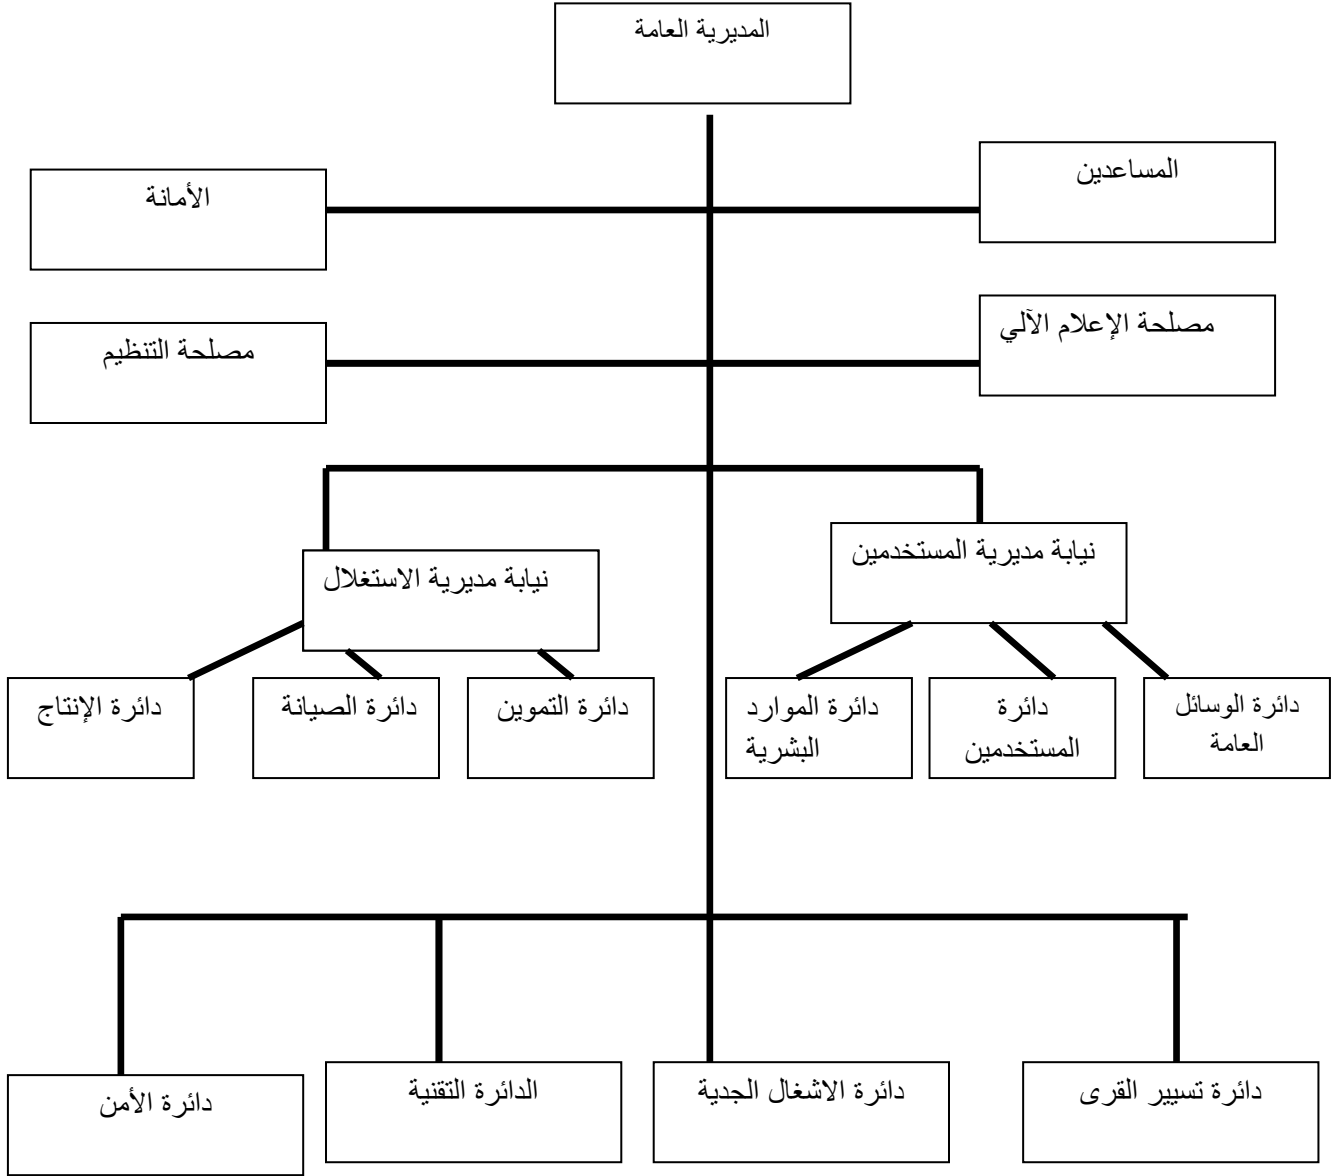 المديرية العامة
المساعدين
الأمانة
مصلحة الإعلام الآلي
مصلحة التنظيم
نيابة مديرية المستخدمين
نيابة مديرية الاستغلال
دائرة الوسائل
العامة
دائرة
المستخدمين
دائرة الموارد
البشرية
دائرة التموين
دائرة الصيانة
دائرة الإنتاج
دائرة تسيير القرى
دائرة الاشغال الجدية
الدائرة التقنية
دائرة الأمن